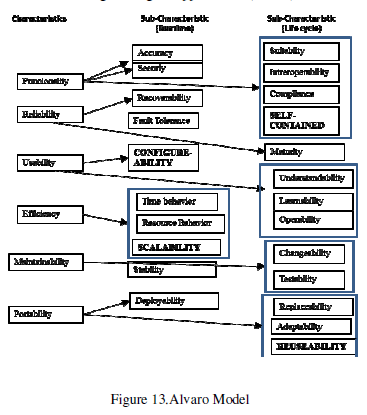 Characteristics
Sub-Characteristic
(Runtime)
Sub-Characteristic
(Life cycle)
Accuracy
Security
Functionality
Suitability
Interoperability
Compliance
SELF-
CONTAINED
Recoverability
Reliability
Fault Tolerance
Maturity
CONFIGURE-
ABILITY
Usability
Understandability
Learnability
Operability
Time behavior
Resource Behavior
SCALABILITY
Efficiency
Stability
Maintainability
Changeability
Testability
Deployability
Portability
Replaceability
Adaptability
REUSEABILITY
Figure 13.Alvaro Model